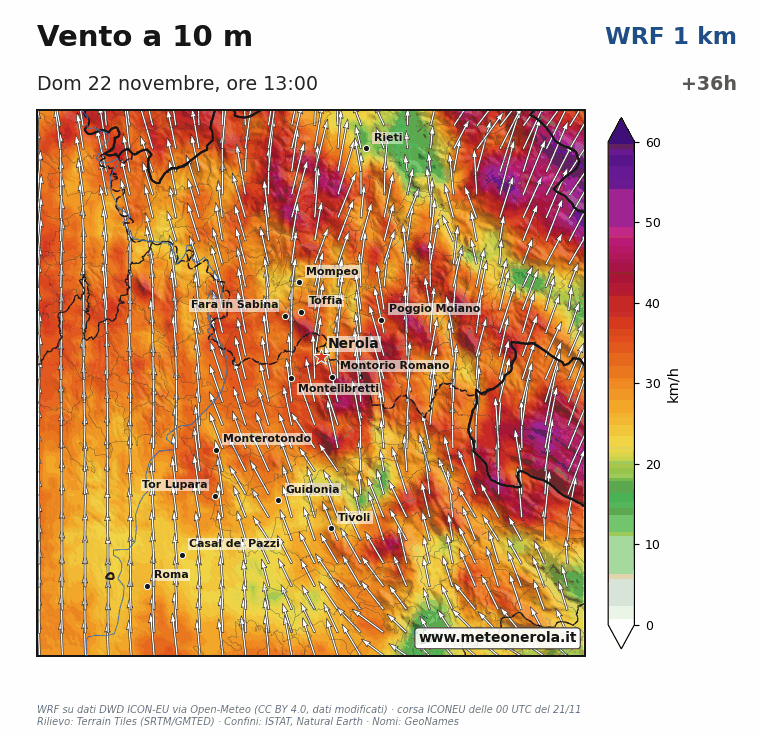 Vento a 10 m
WRF 1 km
Dom 22 novembre, ore 13:00
+36h
Rieti
Mompeo
Toffia
Fara in Sabina
Poggio Moiano
Nerola
Montorio Romano
Montelibretti
Monterotondo
Tor Lupara
Guidonia
Tivoli
Casal de' Pazzi
Roma
www.meteonerola.it
60
50
40
30
20
10
0
km/h
WRF su dati DWD ICON-EU via Open-Meteo (CC BY 4.0, dati modificati) · corsa ICONEU delle 00 UTC del 21/11
Rilievo: Terrain Tiles (SRTM/GMTED) · Confini: ISTAT, Natural Earth · Nomi: GeoNames